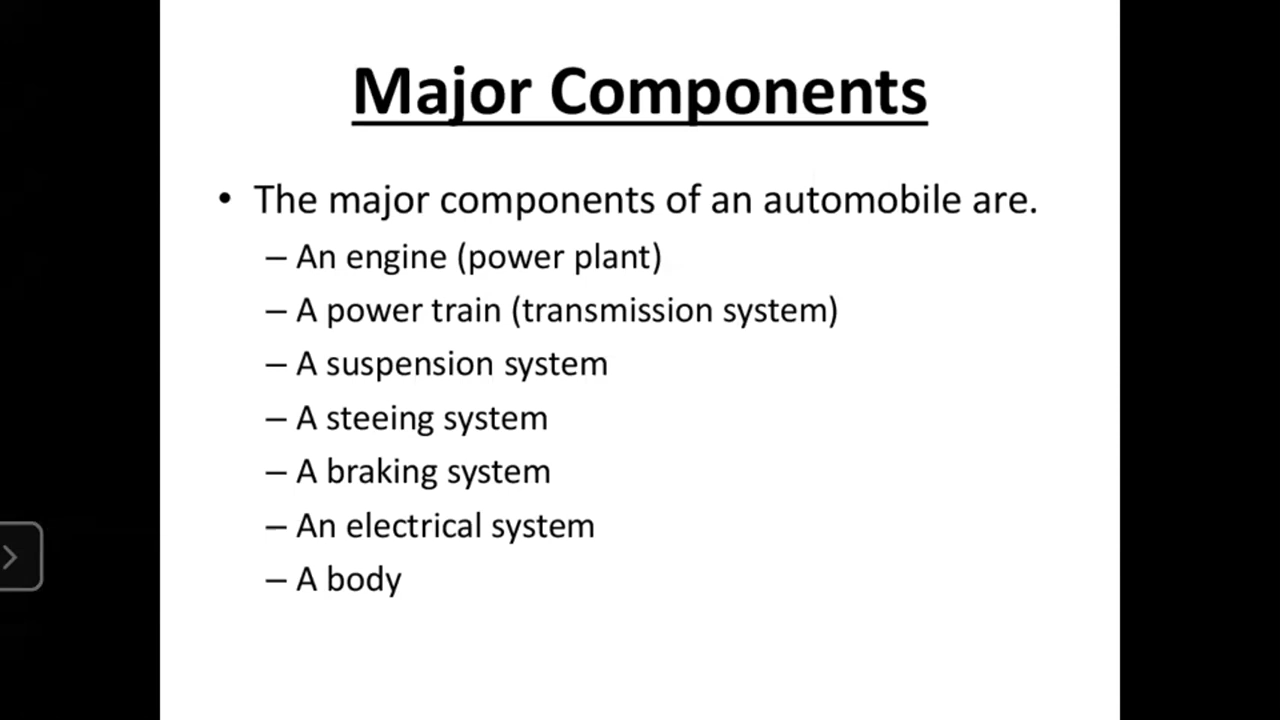 Major Components
• The major components of an automobile are.
– An engine (power plant)
– A power train (transmission system)
– A suspension system
– A steeing system
– A braking system
– An electrical system
– A body